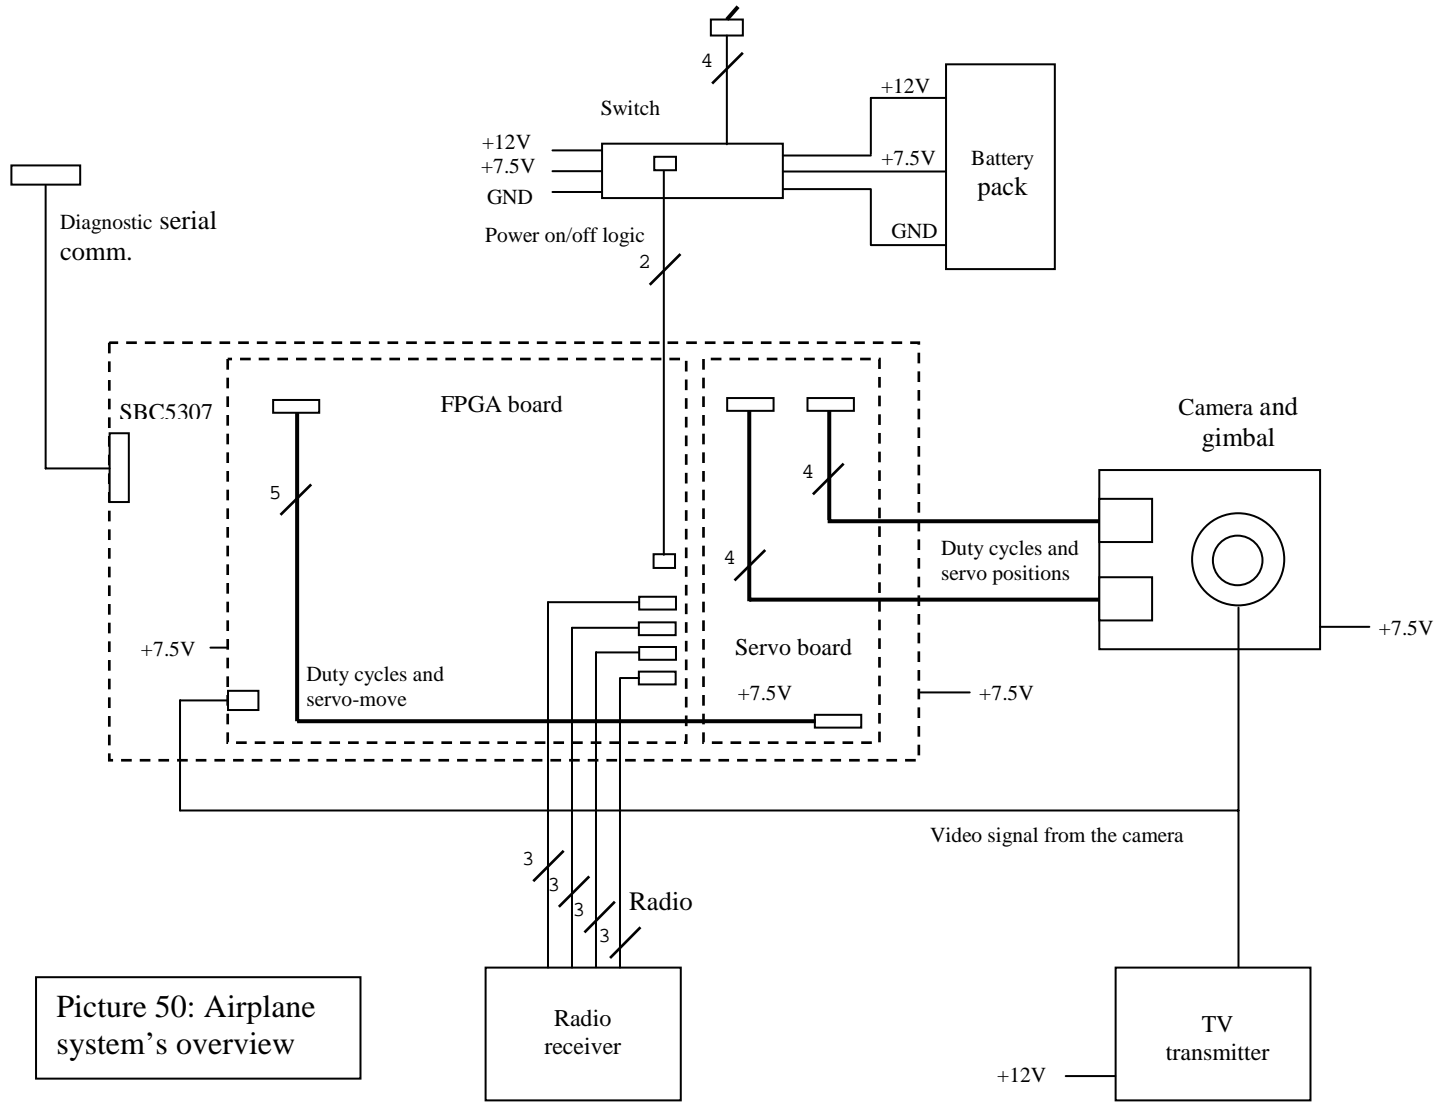 4
Switch
+12V
+7.5V
GND
+12V
+7.5V
GND
Battery
pack
Diagnostic serial
comm.
Power on/off logic
2
SBC5307
FPGA board
5
4
4
Camera and
gimbal
Duty cycles and
servo positions
+7.5V
+7.5V
Duty cycles and
servo-move
Servo board
+7.5V
+7.5V
Video signal from the camera
3
3
3
3
Radio
Picture 50: Airplane
system’s overview
Radio
receiver
TV
transmitter
+12V